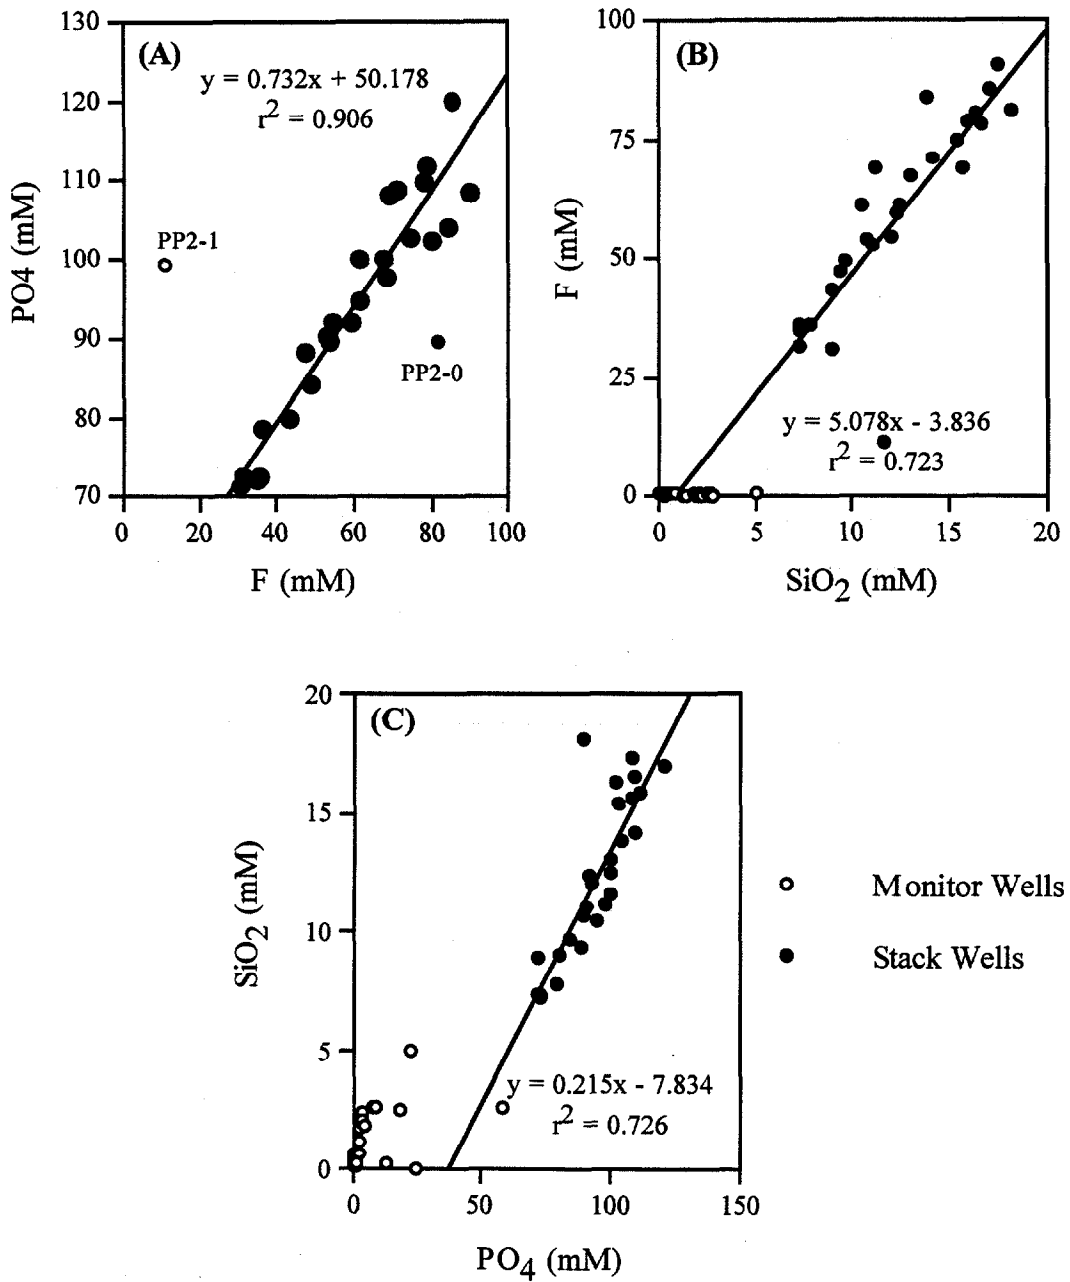 (A)
y = 0.732x + 50.178
r2 = 0.906
PP2-1
PP2-0
130
120
110
100
90
80
70
0
20
40
60
80
100
PO4 (mM)
F (mM)
(B)
y = 5.078x - 3.836
r2 = 0.723
100
75
50
25
0
0
5
10
15
20
F (mM)
SiO2 (mM)
(C)
y = 0.215x - 7.834
r2 = 0.726
20
15
10
5
0
0
50
100
150
SiO2 (mM)
PO4 (mM)
Monitor Wells
Stack Wells